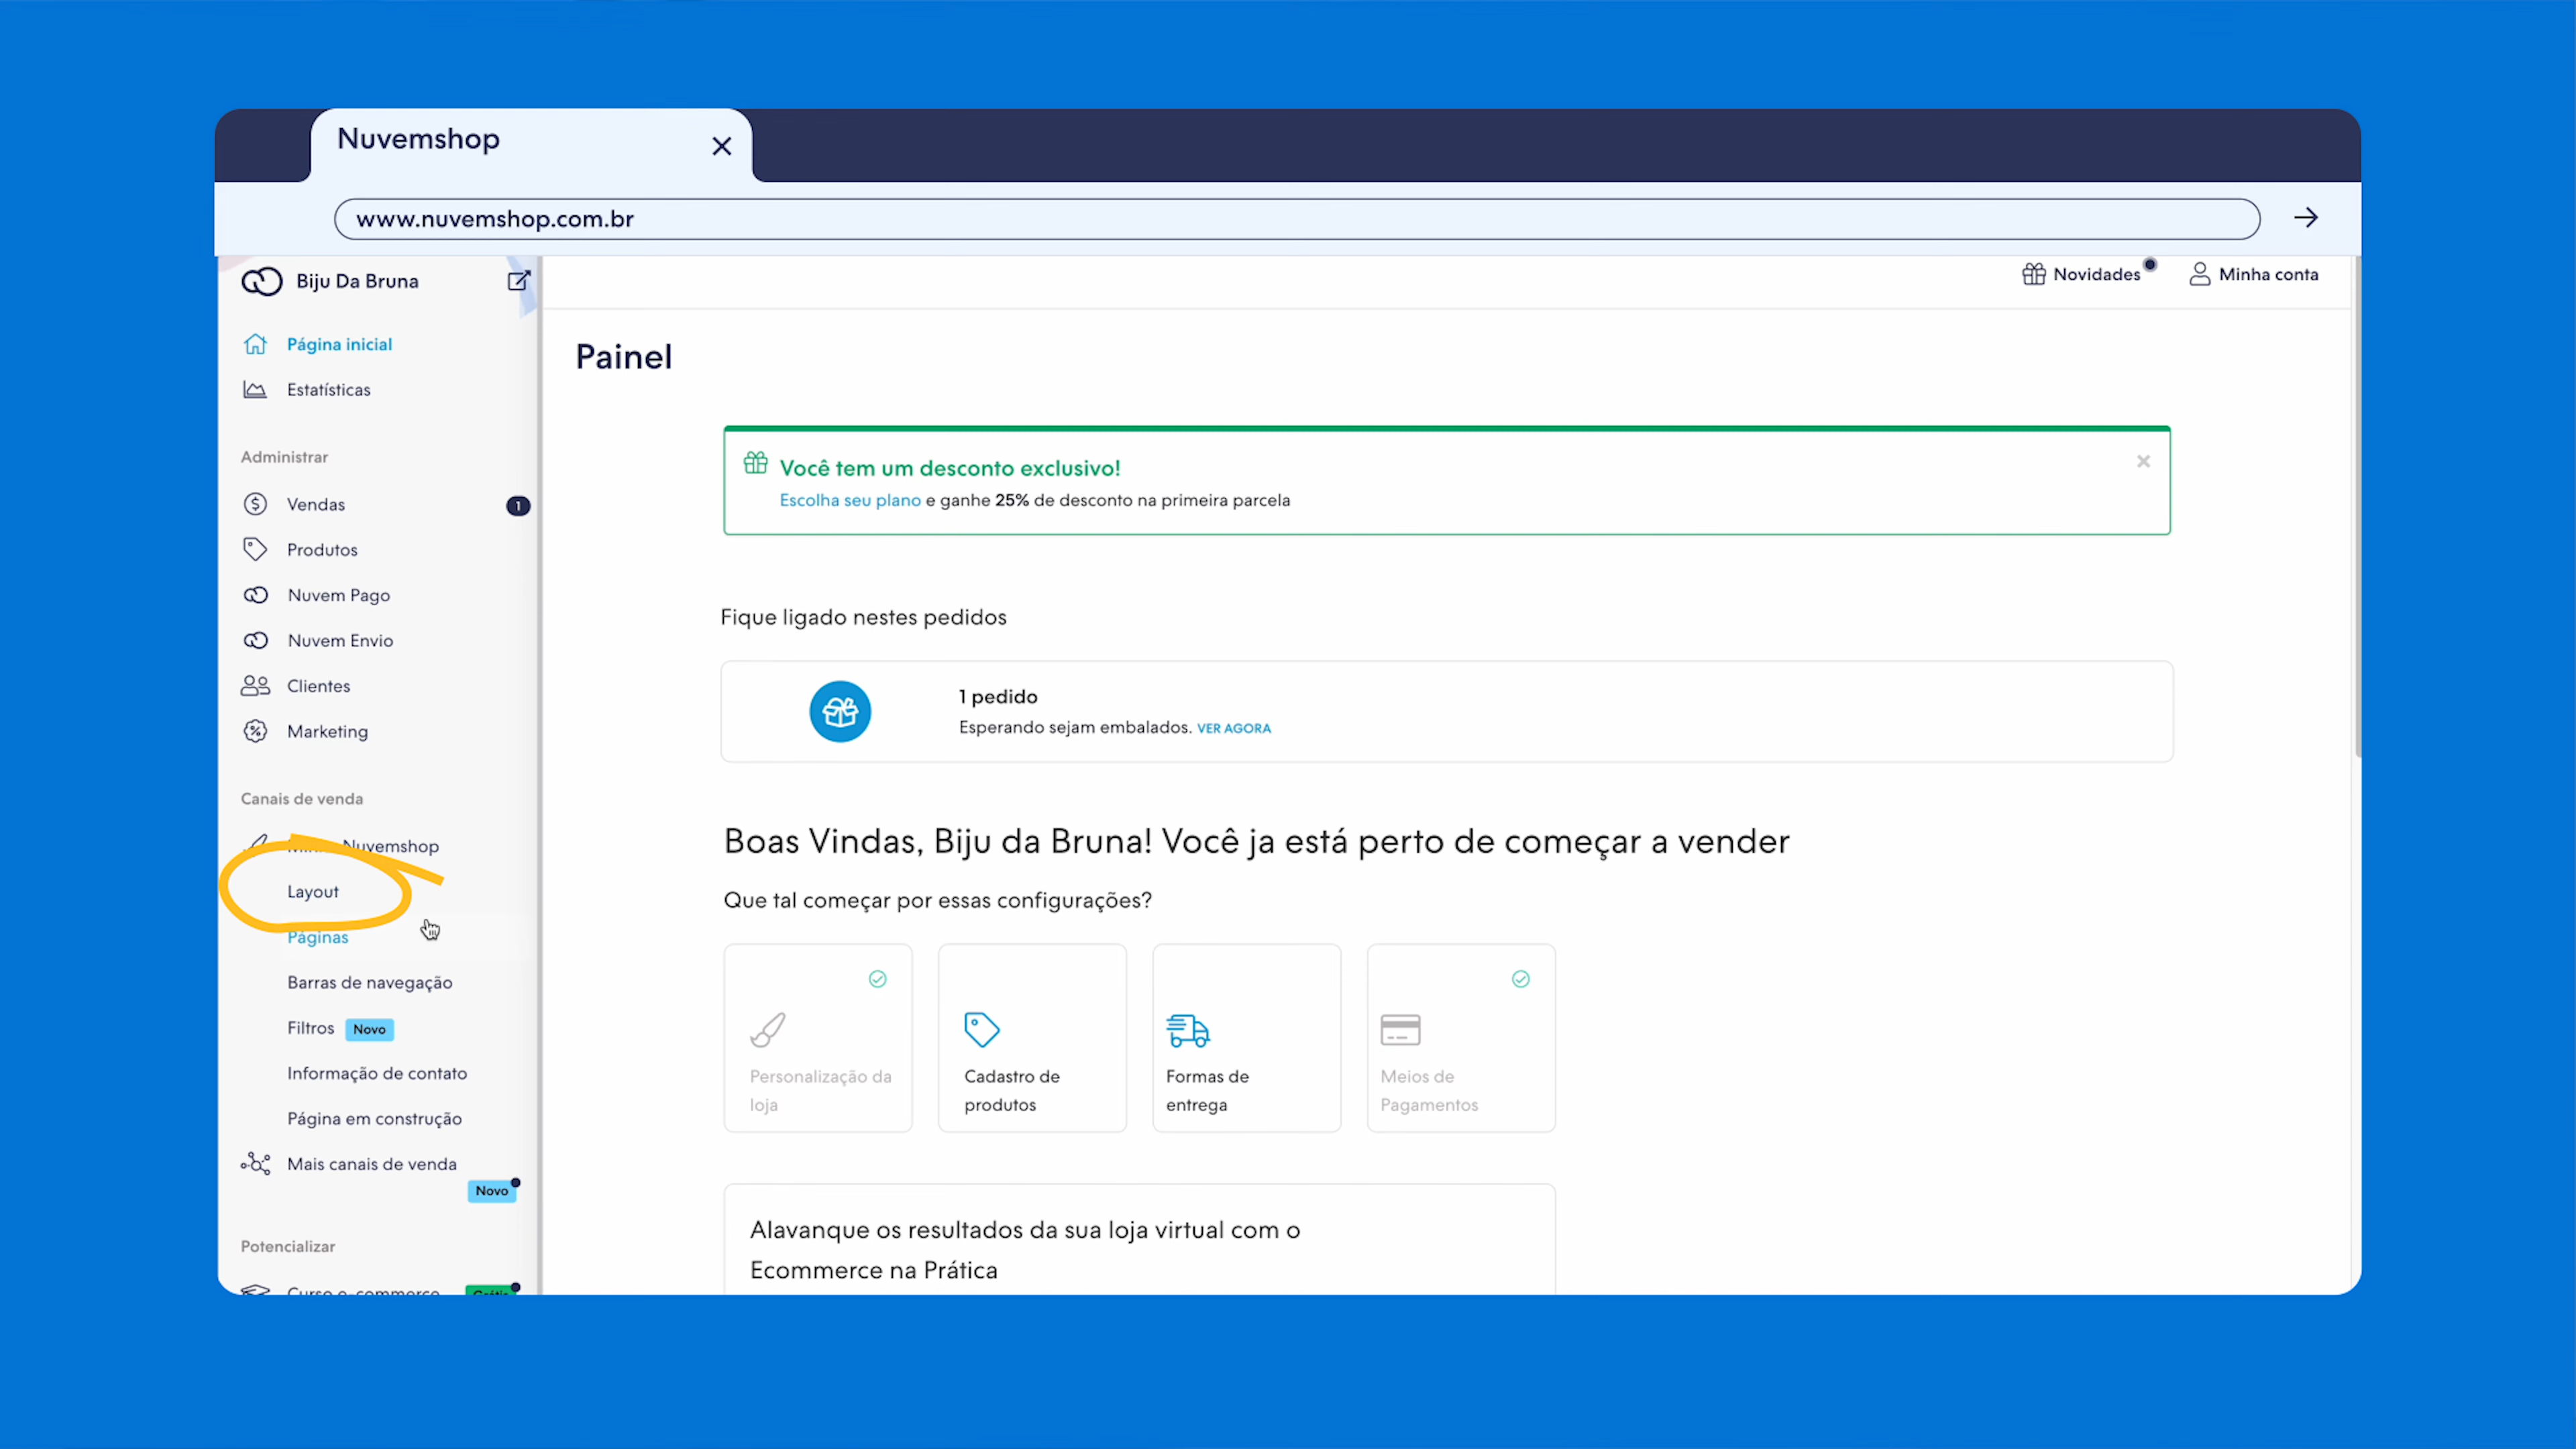 Nuvemshop
www.nuvemshop.com.br
Biju Da Bruna
Novidades
Minha conta
Página inicial
Estatísticas
Administrar
Vendas
1
Produtos
Nuvem Pago
Nuvem Envio
Clientes
Marketing
Canais de venda
Minha Nuvemshop
Layout
Páginas
Barras de navegação
Filtros Novo
Informação de contato
Página em construção
Mais canais de venda
Novo
Potencializar
Curso e-commerce
Grátis
Painel
Você tem um desconto exclusivo!
Escolha seu plano e ganhe 25% de desconto na primeira parcela
Fique ligado nestes pedidos
1 pedido
Esperando sejam embalados. VER AGORA
Boas Vindas, Biju da Bruna! Você ja está perto de começar a vender
Que tal começar por essas configurações?
Personalização da
loja
Cadastro de
produtos
Formas de
entrega
Meios de
Pagamentos
Alavanque os resultados da sua loja virtual com o
Ecommerce na Prática